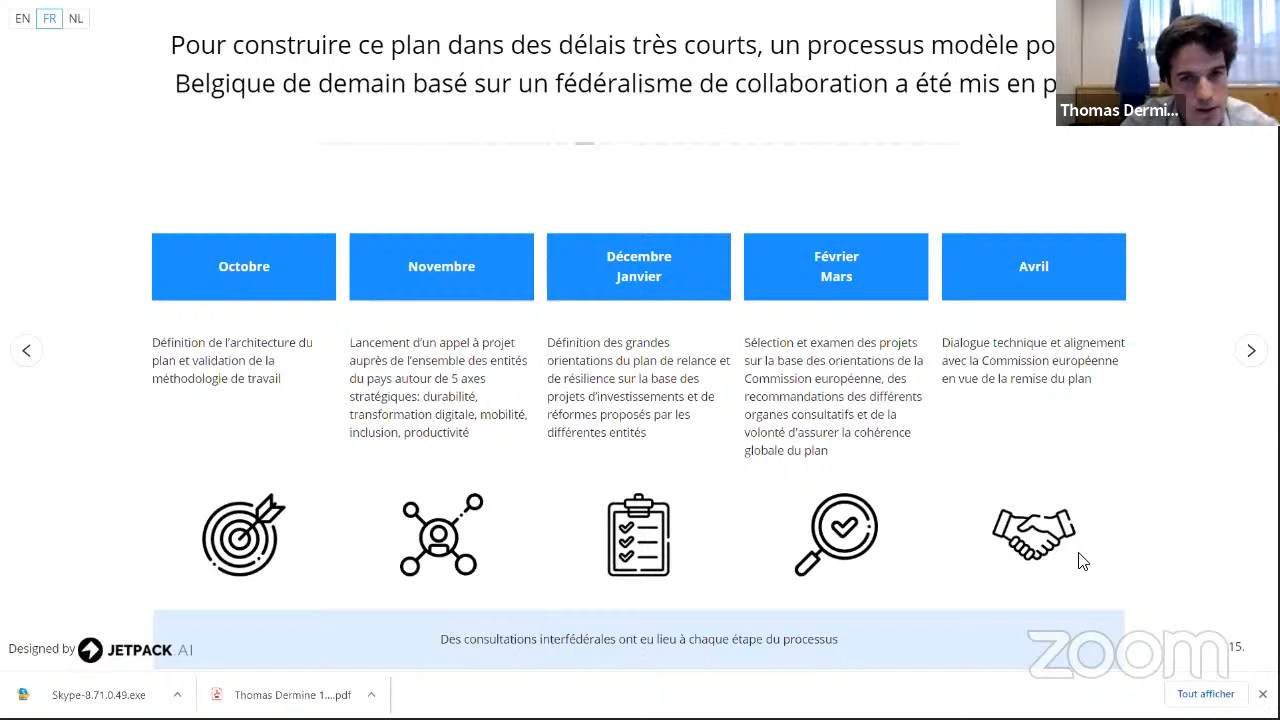 EN FR NL
Pour construire ce plan dans des délais très courts, un processus modèle po
Belgique de demain basé sur un fédéralisme de collaboration a été mis en p
Thomas Dermi...
Octobre
Définition de l'architecture du
plan et validation de la
méthodologie de travail
Novembre
Lancement d'un appel à projet
auprès de l'ensemble des entités
du pays autour de 5 axes
stratégiques: durabilité,
transformation digitale, mobilité,
inclusion, productivité
Décembre
Janvier
Définition des grandes
orientations du plan de relance et
de résilience sur la base des
projets d'investissements et de
réformes proposés par les
différentes entités
Février
Mars
Sélection et examen des projets
sur la base des orientations de la
Commission européenne, des
recommandations des différents
organes consultatifs et de la
volonté d'assurer la cohérence
globale du plan
Avril
Dialogue technique et alignement
avec la Commission européenne
en vue de la remise du plan
Des consultations interfédérales ont eu lieu à chaque étape du processus
Designed by JETPACK AI
zoom
15.
Skype-8.71.0.49.exe
Thomas Dermine 1....pdf
Tout afficher